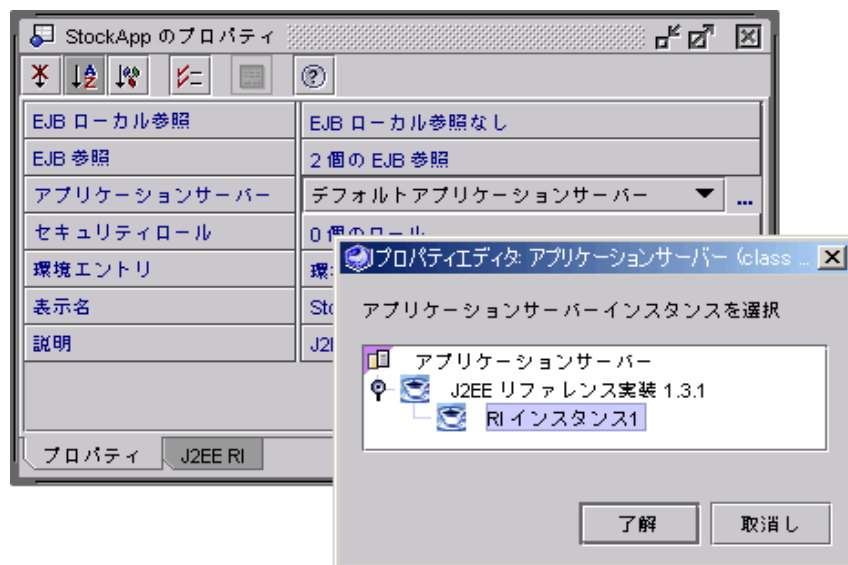 StockApp のプロパティ
EJB ローカル参照
EJB ローカル参照なし
EJB 参照
2 個の EJB 参照
アプリケーションサーバー
デフォルトアプリケーションサーバー
...
セキュリティロール
0 個のロール
環境エントリ
環
表示名
Sto
説明
J2
プロパティ
J2EE RI
プロパティエディタ: アプリケーションサーバー (class ...
アプリケーションサーバーインスタンスを選択
アプリケーションサーバー
J2EE リファレンス実装 1.3.1
RI インスタンス1
了解
取消し